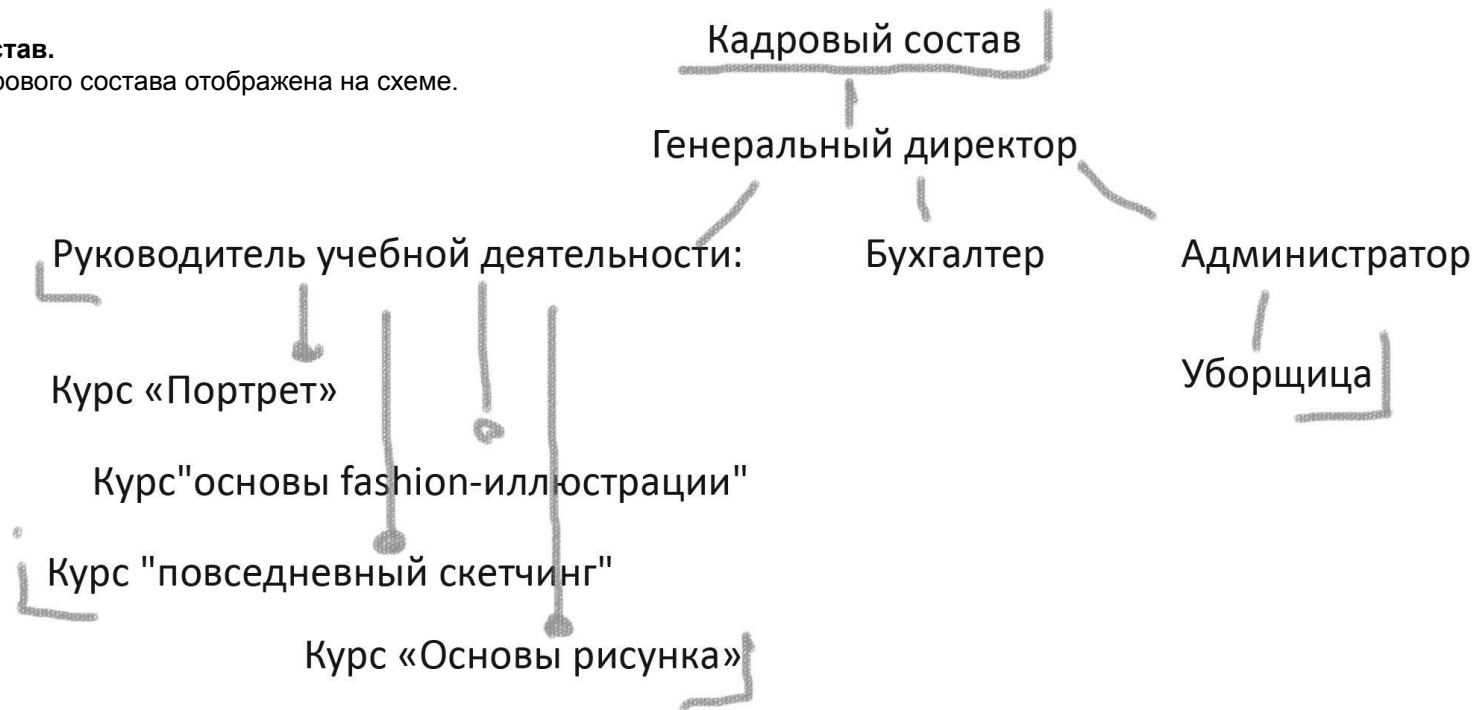 Кадровый состав
став.
рового состава отображена на схеме.
Генеральный директор
Руководитель учебной деятельности: Бухгалтер Администратор
Курс «Портрет» Уборщица
Курс"основы fashion-иллюстрации"
Курс "повседневный скетчинг"
Курс «Основы рисунка»